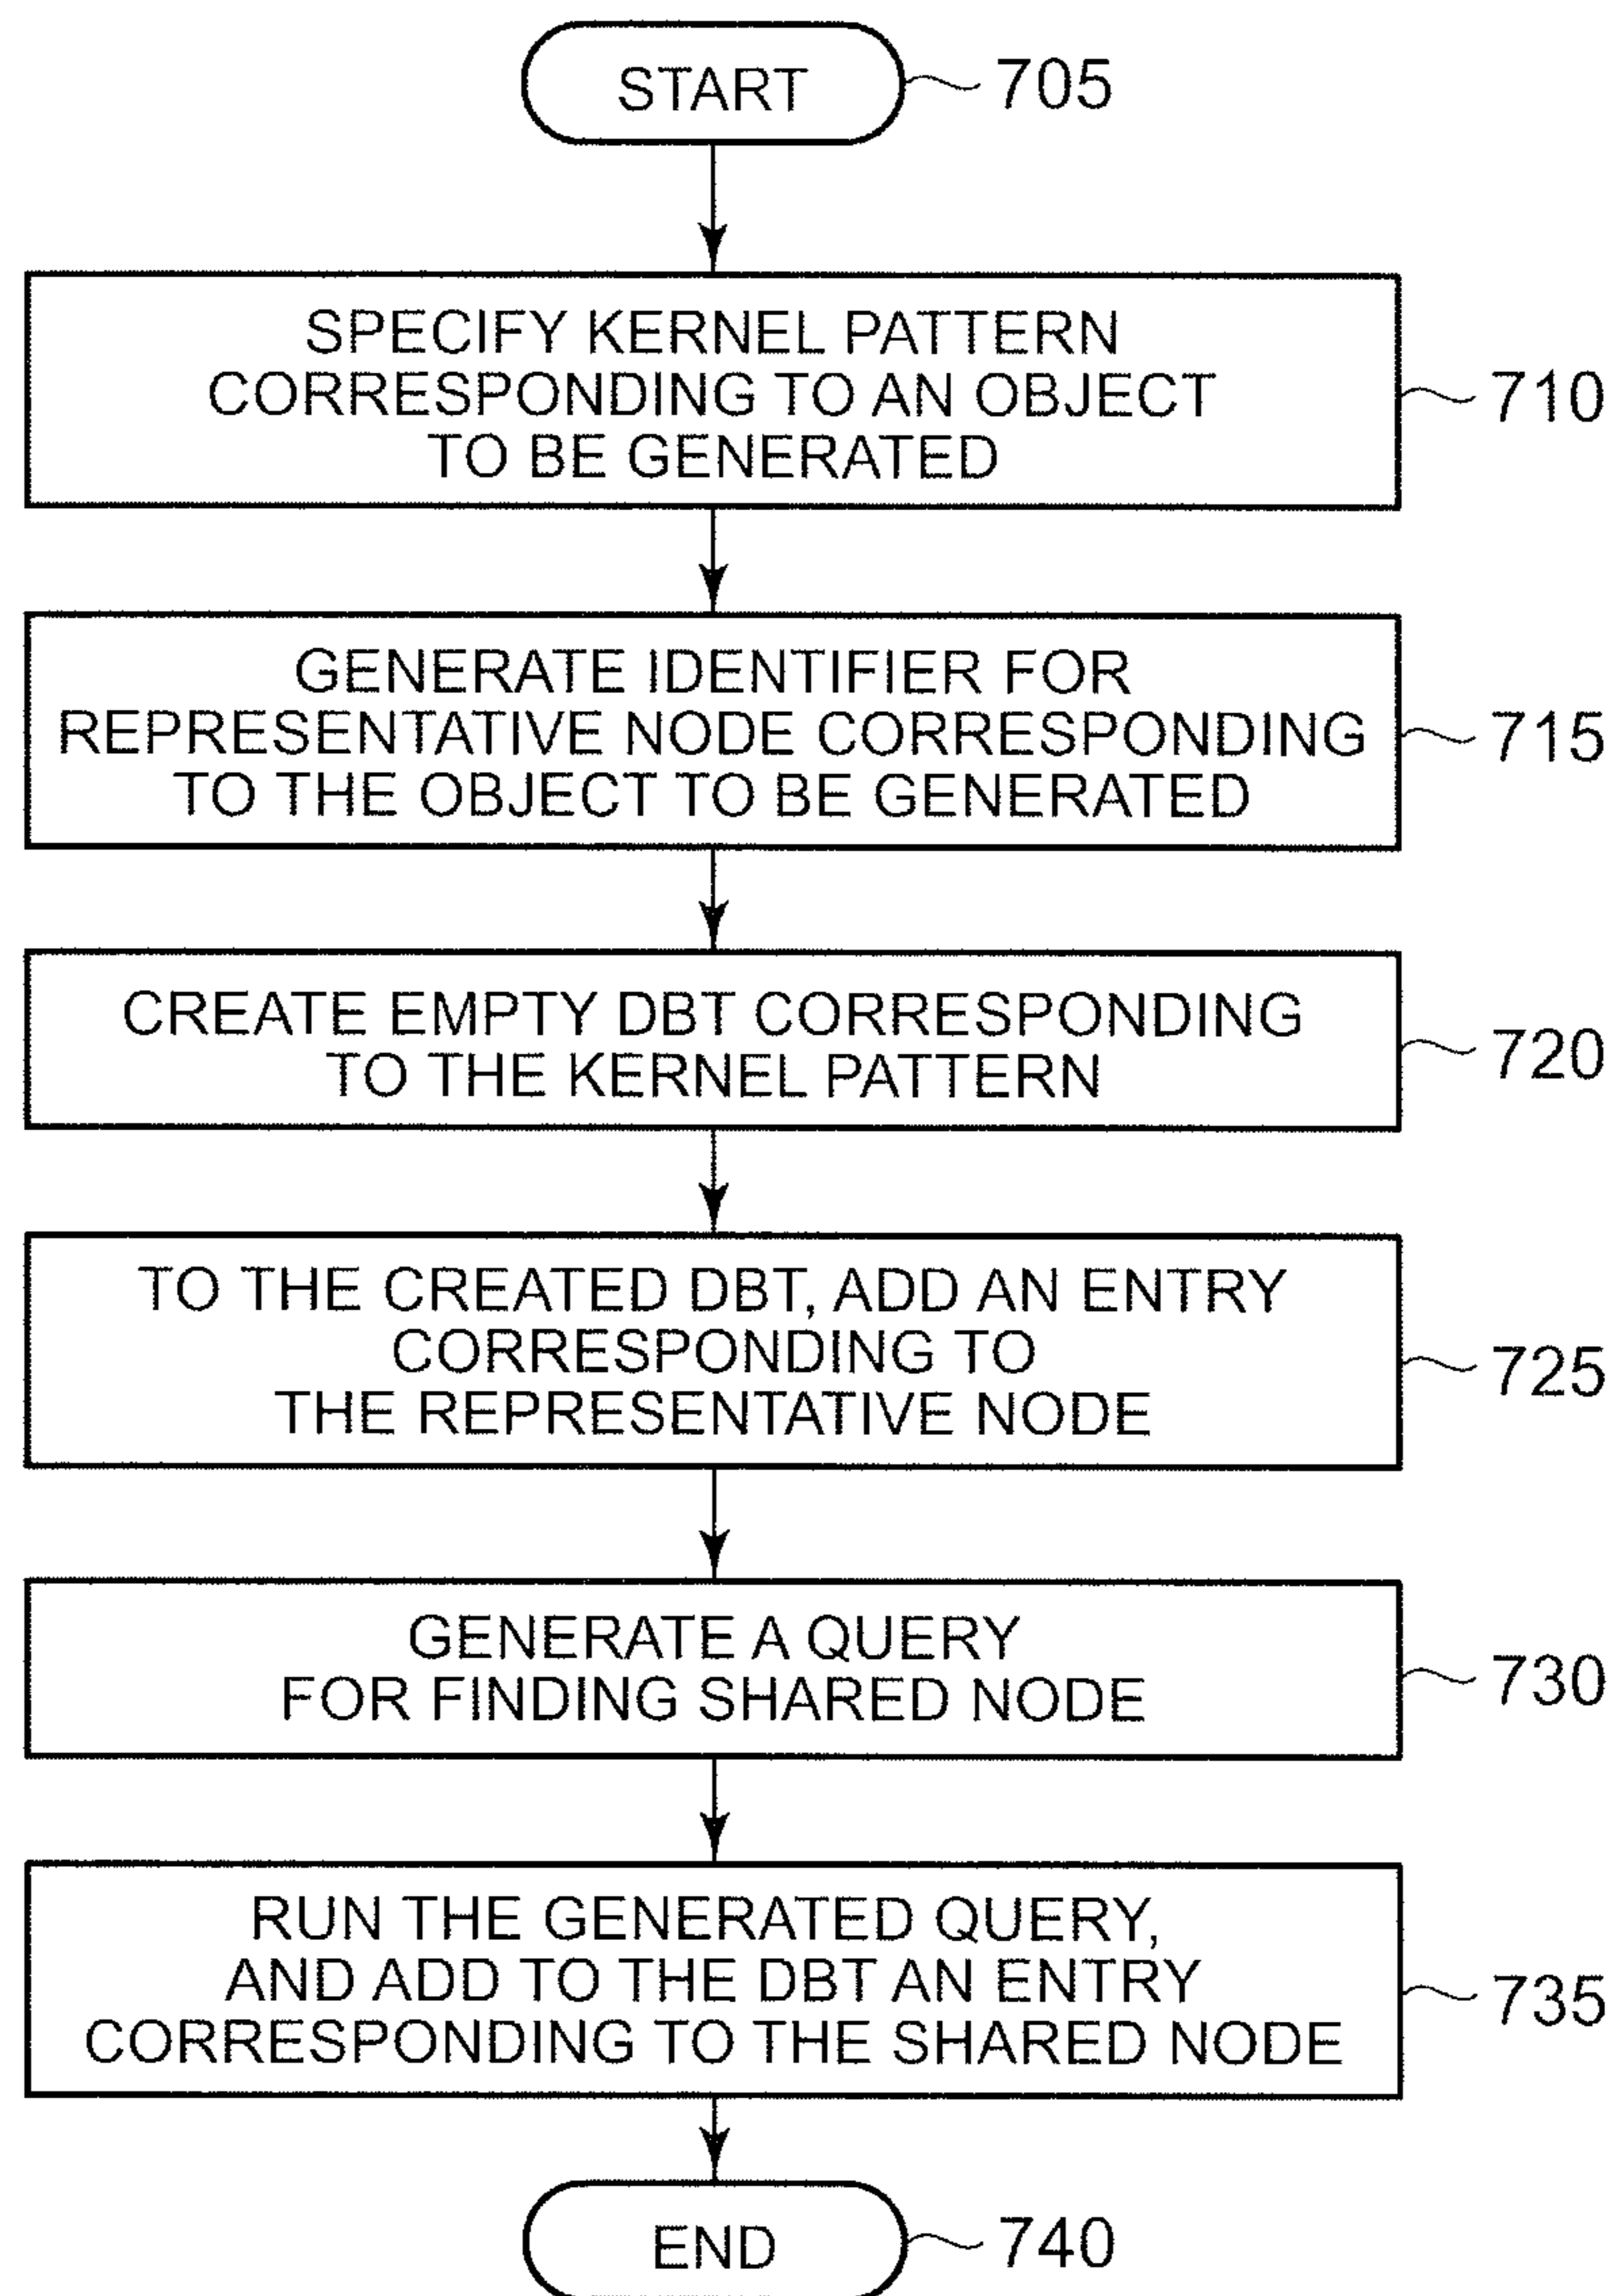 START
705
SPECIFY KERNEL PATTERN
CORRESPONDING TO AN OBJECT
TO BE GENERATED
710
GENERATE IDENTIFIER FOR
REPRESENTATIVE NODE CORRESPONDING
TO THE OBJECT TO BE GENERATED
715
CREATE EMPTY DBT CORRESPONDING
TO THE KERNEL PATTERN
720
TO THE CREATED DBT, ADD AN ENTRY
CORRESPONDING TO
THE REPRESENTATIVE NODE
725
GENERATE A QUERY
FOR FINDING SHARED NODE
730
RUN THE GENERATED QUERY,
AND ADD TO THE DBT AN ENTRY
CORRESPONDING TO THE SHARED NODE
735
END
740